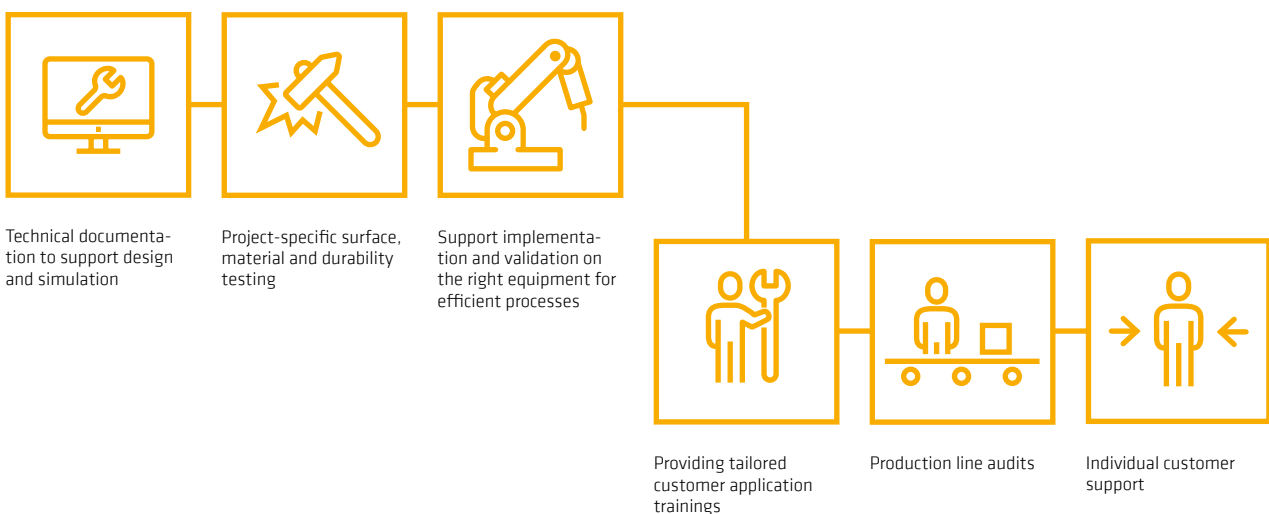 Technical documenta-
tion to support design
and simulation
Project-specific surface,
material and durability
testing
Support implementa-
tion and validation on
the right equipment for
efficient processes
Providing tailored
customer application
trainings
Production line audits
Individual customer
support